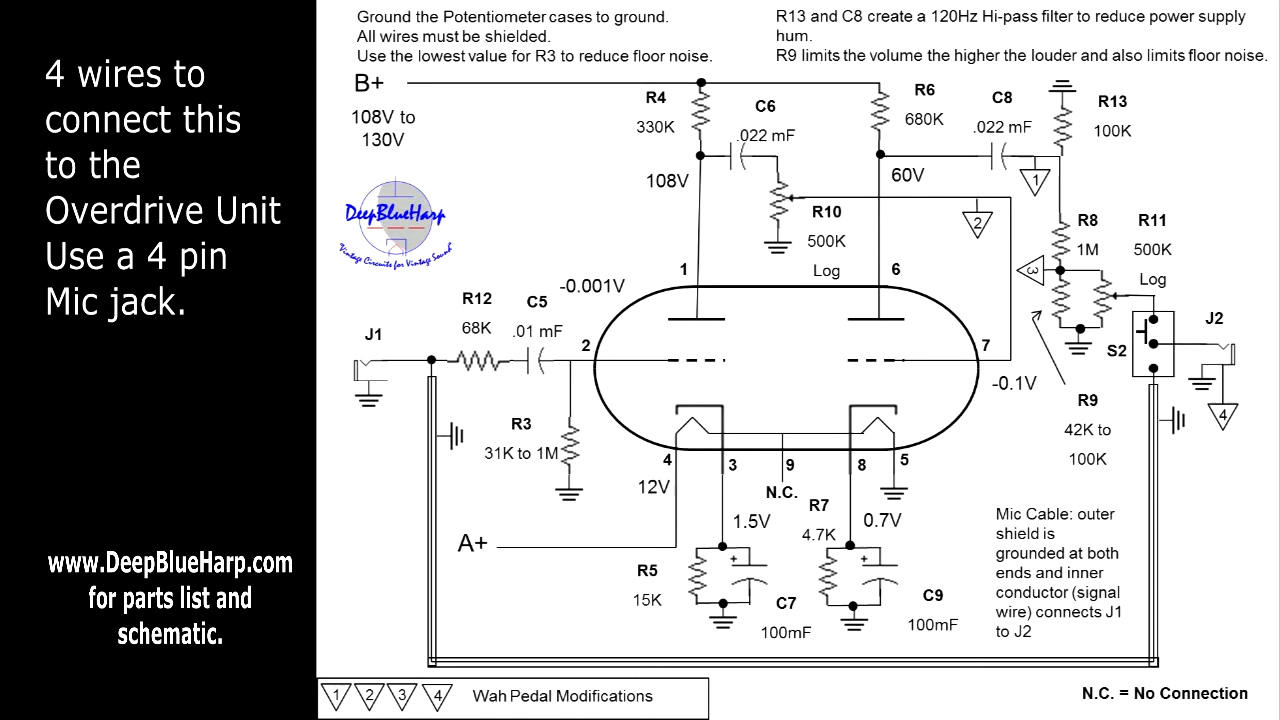 4 wires to
connect this
to the
Overdrive Unit
Use a 4 pin
Mic jack.
www.DeepBlueHarp.com
for parts list and
schematic.
Ground the Potentiometer cases to ground.
All wires must be shielded.
Use the lowest value for R3 to reduce floor noise.
R13 and C8 create a 120Hz Hi-pass filter to reduce power supply
hum.
R9 limits the volume the higher the louder and also limits floor noise.
B+
108V to
130V
R4
330K
C6
.022 mF
R6
680K
C8
.022 mF
R13
100K
108V
60V
1
2
3
R10
500K
Log
R8
1M
R11
500K
Log
DeepBlueHarp
Vintage Circuits for Vintage Sound
1
6
-0.001V
R12
68K
C5
.01 mF
J1
2
7
-0.1V
S2
J2
4
R3
31K to 1M
R9
42K to
100K
4
3
9
8
5
12V
N.C.
R7
4.7K
1.5V
0.7V
A+
R5
15K
+
C7
100mF
+
C9
100mF
Mic Cable: outer
shield is
grounded at both
ends and inner
conductor (signal
wire) connects J1
to J2
1 2 3 4 Wah Pedal Modifications
N.C. = No Connection